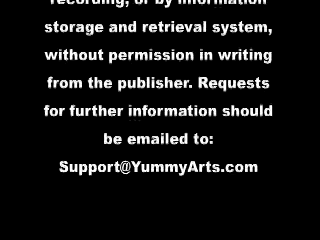 recording, or by information
storage and retrieval system,
without permission in writing
from the publisher. Requests
for further information should
be emailed to:
Support@YummyArts.com